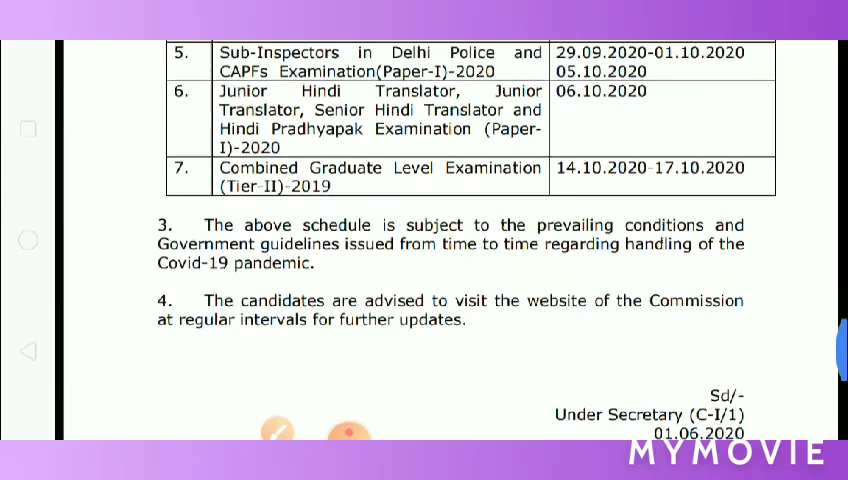 5. Sub-Inspectors in Delhi Police and 29.09.2020-01.10.2020
CAPFs Examination(Paper-I)-2020 05.10.2020
6. Junior Hindi Translator, Junior 06.10.2020
Translator, Senior Hindi Translator and
Hindi Pradhyapak Examination (Paper-
I)-2020
7. Combined Graduate Level Examination 14.10.2020-17.10.2020
(Tier-II)-2019
3. The above schedule is subject to the prevailing conditions and
Government guidelines issued from time to time regarding handling of the
Covid-19 pandemic.
4. The candidates are advised to visit the website of the Commission
at regular intervals for further updates.
Sd/-
Under Secretary (C-I/1)
01.06.2020
MYMOVIE